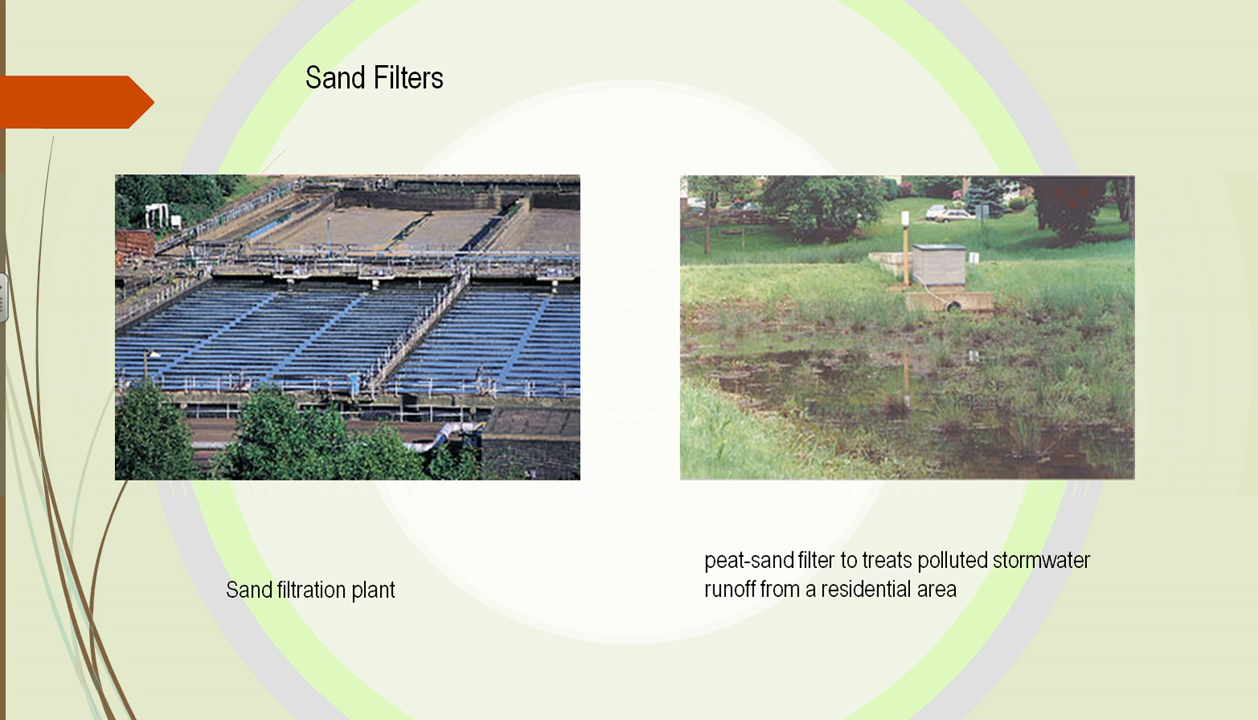 Sand Filters
Sand filtration plant
peat-sand filter to treats polluted stormwater
runoff from a residential area